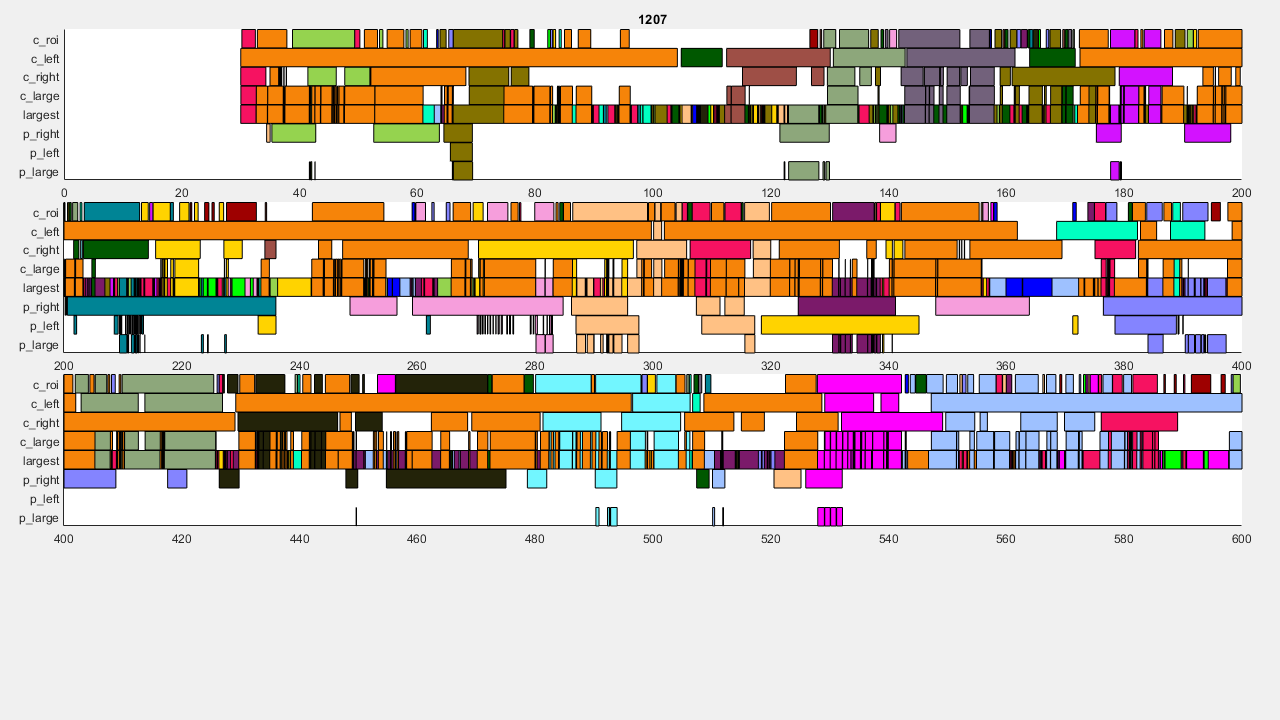 1207
c_roi
c_left
c_right
c_large
largest
p_right
p_left
p_large
0 20 40 60 80 100 120 140 160 180 200
c_roi
c_left
c_right
c_large
largest
p_right
p_left
p_large
200 220 240 260 280 300 320 340 360 380 400
c_roi
c_left
c_right
c_large
largest
p_right
p_left
p_large
400 420 440 460 480 500 520 540 560 580 600